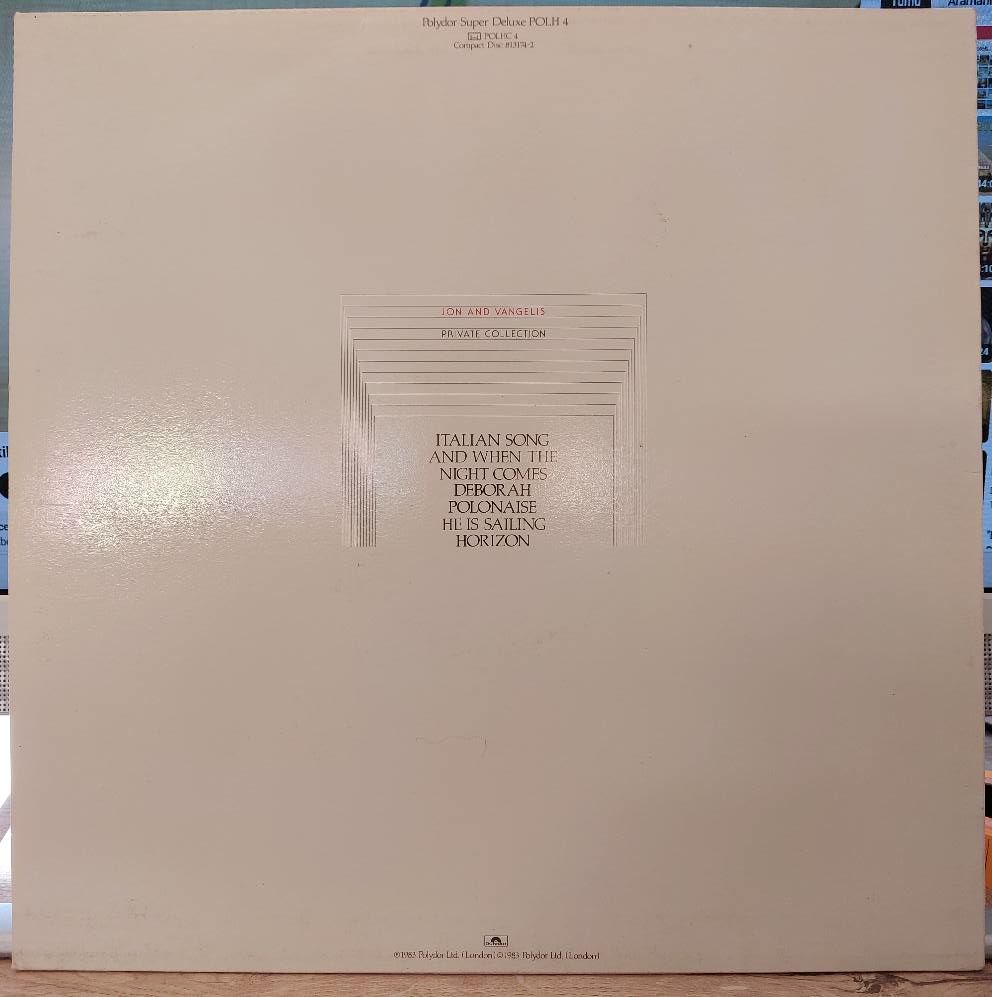 Polydor Super Deluxe POLH 4
POLHC 4
Compact Disc 813174-2
JON AND VANGELIS
PRIVATE COLLECTION
ITALIAN SONG
AND WHEN THE
NIGHT COMES
DEBORAH
POLONAISE
HE IS SAILING
HORIZON
℗1983 Polydor Ltd. (London) ©1983 Polydor Ltd. (London)